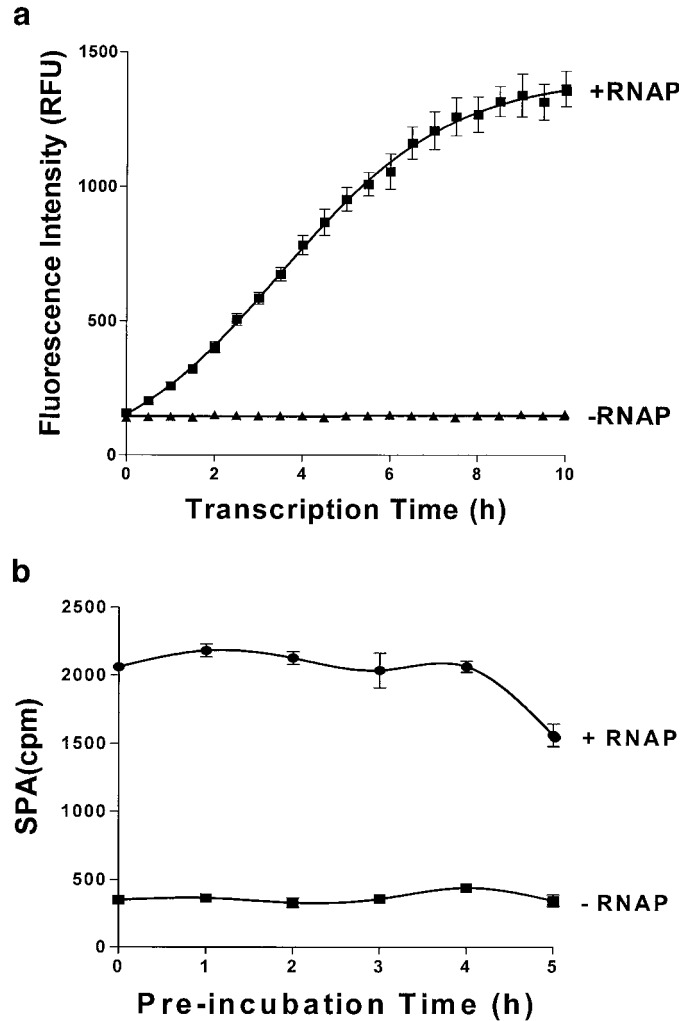 a
1500
1000
500
0
Fluorescence Intensity (RFU)
+RNAP
-RNAP
0 2 4 6 8 10
Transcription Time (h)
b
2500
2000
1500
1000
500
0
SPA(cpm)
+ RNAP
- RNAP
0 1 2 3 4 5
Pre-incubation Time (h)